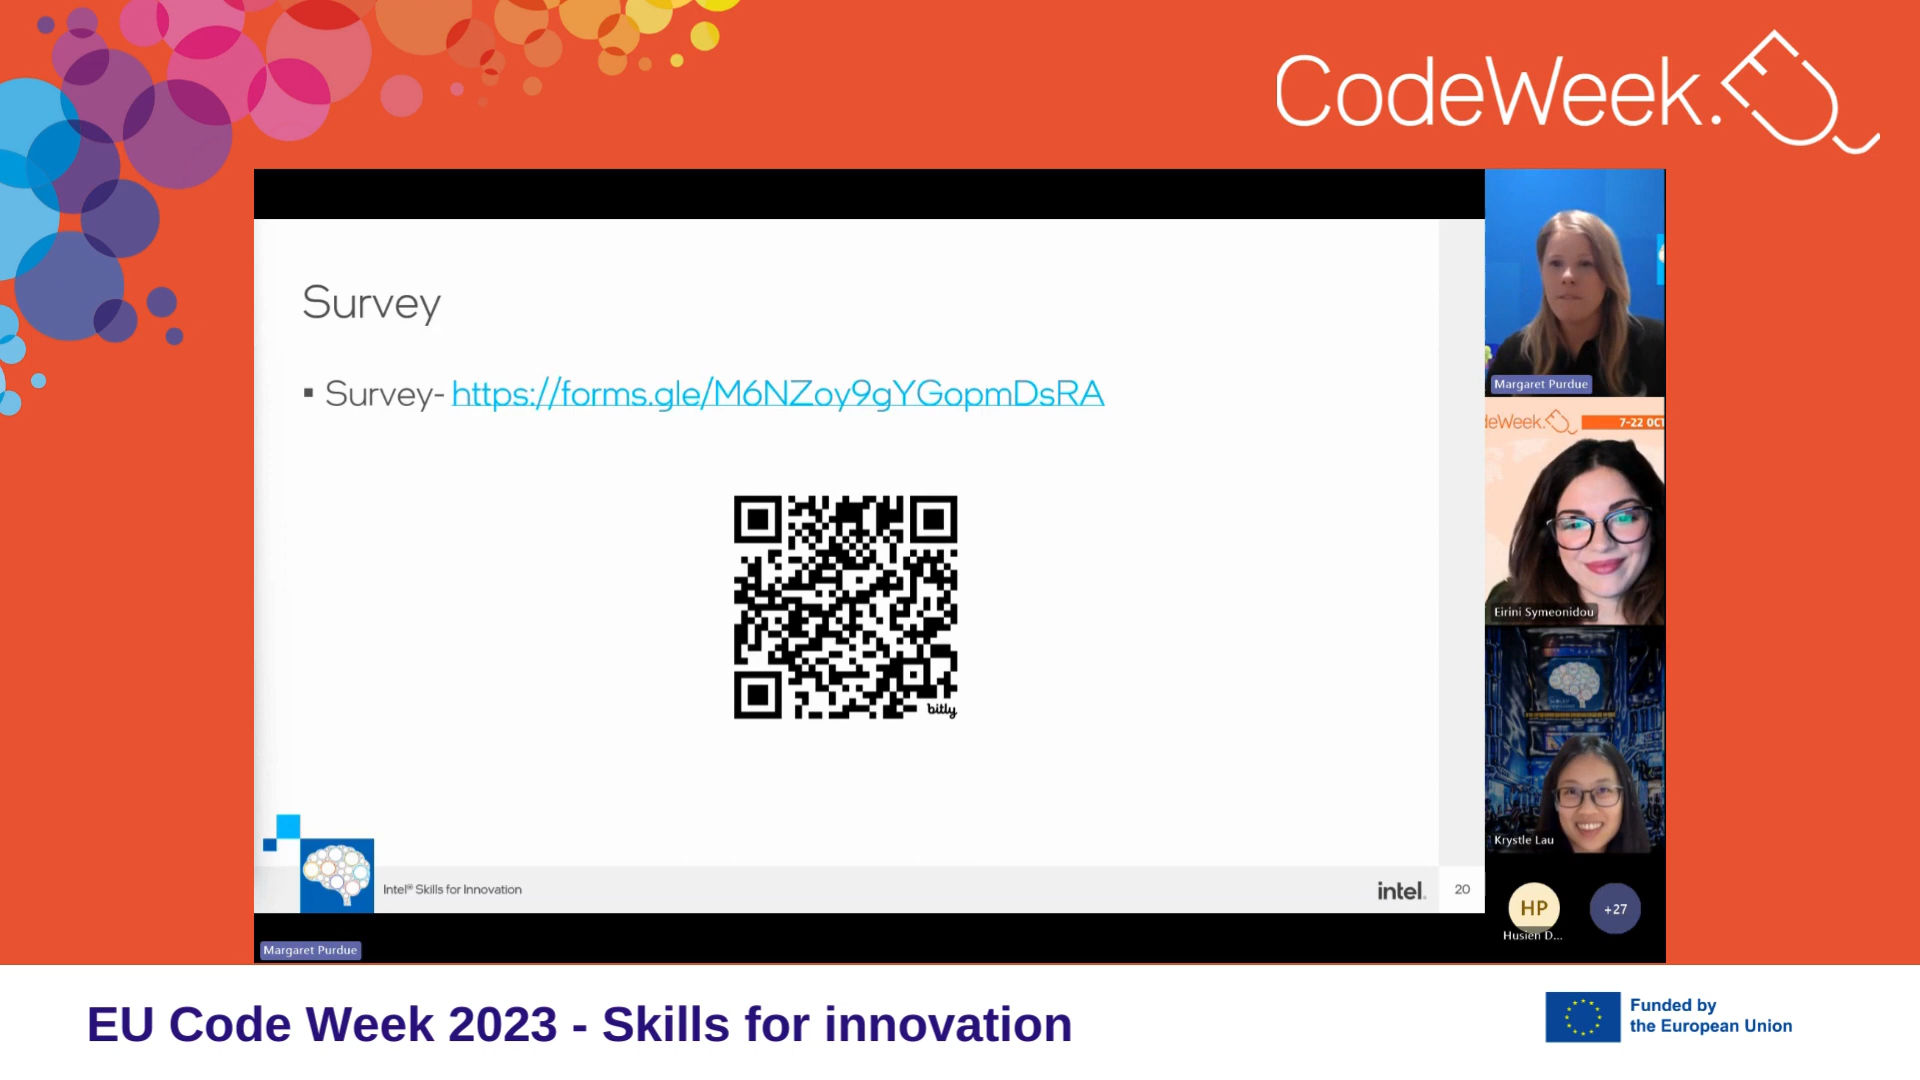 CodeWeek.
Survey
▪ Survey- https://forms.gle/M6NZoy9gYGopmDsRA
bitly
Intel® Skills for Innovation
intel.
20
Margaret Purdue
Margaret Purdue
deWeek.
7-22 OCT
Eirini Symeonidou
Krystle Lau
HP
+27
Husien D...
EU Code Week 2023 - Skills for innovation
Funded by
the European Union